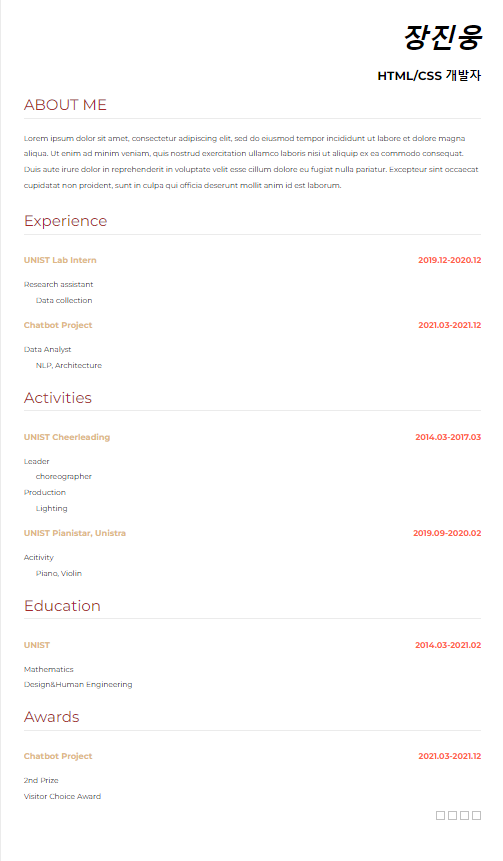 장진웅
HTML/CSS 개발자
ABOUT ME
Lorem ipsum dolor sit amet, consectetur adipiscing elit, sed do eiusmod tempor incididunt ut labore et dolore magna
aliqua. Ut enim ad minim veniam, quis nostrud exercitation ullamco laboris nisi ut aliquip ex ea commodo consequat.
Duis aute irure dolor in reprehenderit in voluptate velit esse cillum dolore eu fugiat nulla pariatur. Excepteur sint occaecat
cupidatat non proident, sunt in culpa qui officia deserunt mollit anim id est laborum.
Experience
UNIST Lab Intern 2019.12-2020.12
Research assistant
Data collection
Chatbot Project 2021.03-2021.12
Data Analyst
NLP, Architecture
Activities
UNIST Cheerleading 2014.03-2017.03
Leader
choreographer
Production
Lighting
UNIST Pianistar, Unistra 2019.09-2020.02
Acitivity
Piano, Violin
Education
UNIST 2014.03-2021.02
Mathematics
Design&Human Engineering
Awards
Chatbot Project 2021.03-2021.12
2nd Prize
Visitor Choice Award